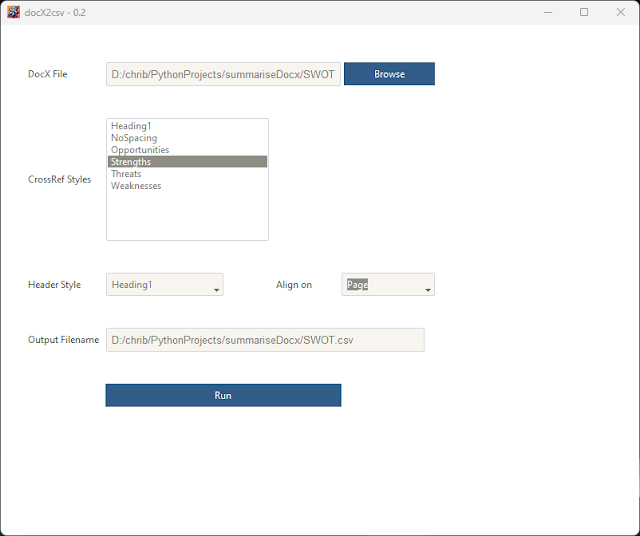 docX2csv - 0.2
DocX File D:/chrib/PythonProjects/summariseDocx/SWOT Browse
CrossRef Styles
Heading1
NoSpacing
Opportunities
Strengths
Threats
Weaknesses
Header Style Heading1 Align on Page
Output Filename D:/chrib/PythonProjects/summariseDocx/SWOT.csv
Run